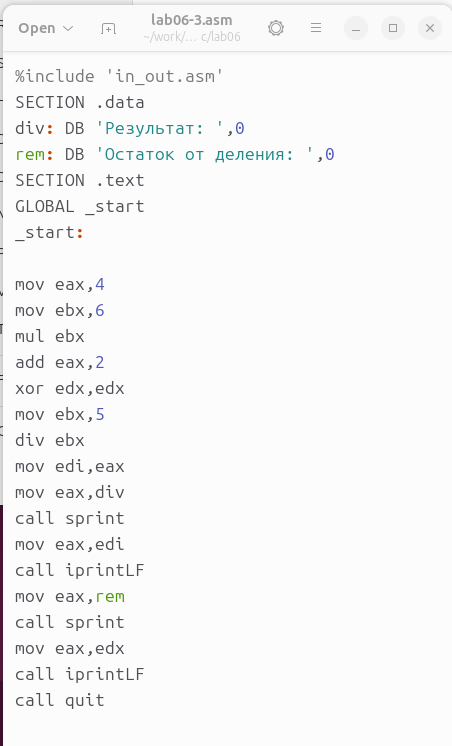 Open
lab06-3.asm
~/work/... c/lab06
%include 'in_out.asm'
SECTION .data
div: DB 'Результат: ',0
rem: DB 'Остаток от деления: ',0
SECTION .text
GLOBAL _start
_start:
mov eax,4
mov ebx,6
mul ebx
add eax,2
xor edx,edx
mov ebx,5
div ebx
mov edi,eax
mov eax,div
call sprint
mov eax,edi
call iprintLF
mov eax,rem
call sprint
mov eax,edx
call iprintLF
call quit